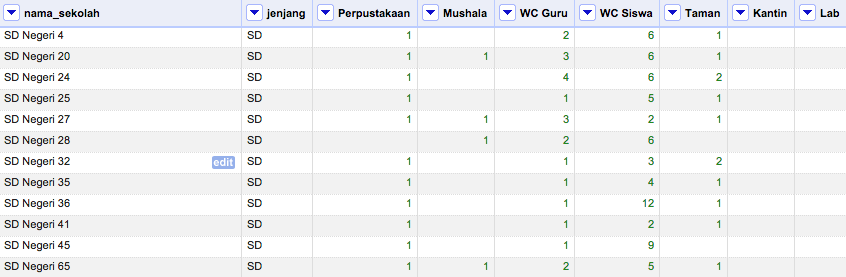 nama_sekolah jenjang Perpustakaan Mushala WC Guru WC Siswa Taman Kantin Lab
SD Negeri 4 SD 1 2 6 1
SD Negeri 20 SD 1 1 3 6 1
SD Negeri 24 SD 1 4 6 2
SD Negeri 25 SD 1 1 5 1
SD Negeri 27 SD 1 1 3 2 1
SD Negeri 28 SD 1 2 6
SD Negeri 32 edit SD 1 1 3 2
SD Negeri 35 SD 1 1 4 1
SD Negeri 36 SD 1 1 12 1
SD Negeri 41 SD 1 1 2 1
SD Negeri 45 SD 1 1 9
SD Negeri 65 SD 1 1 2 5 1